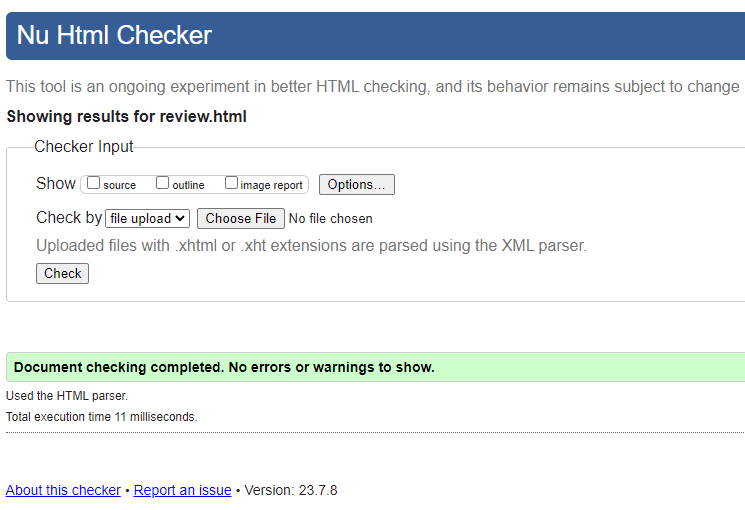 Nu Html Checker
This tool is an ongoing experiment in better HTML checking, and its behavior remains subject to change
Showing results for review.html
Checker Input
Show source outline image report Options...
Check by file upload Choose File No file chosen
Uploaded files with .xhtml or .xht extensions are parsed using the XML parser.
Check
Document checking completed. No errors or warnings to show.
Used the HTML parser.
Total execution time 11 milliseconds.
About this checker • Report an issue • Version: 23.7.8